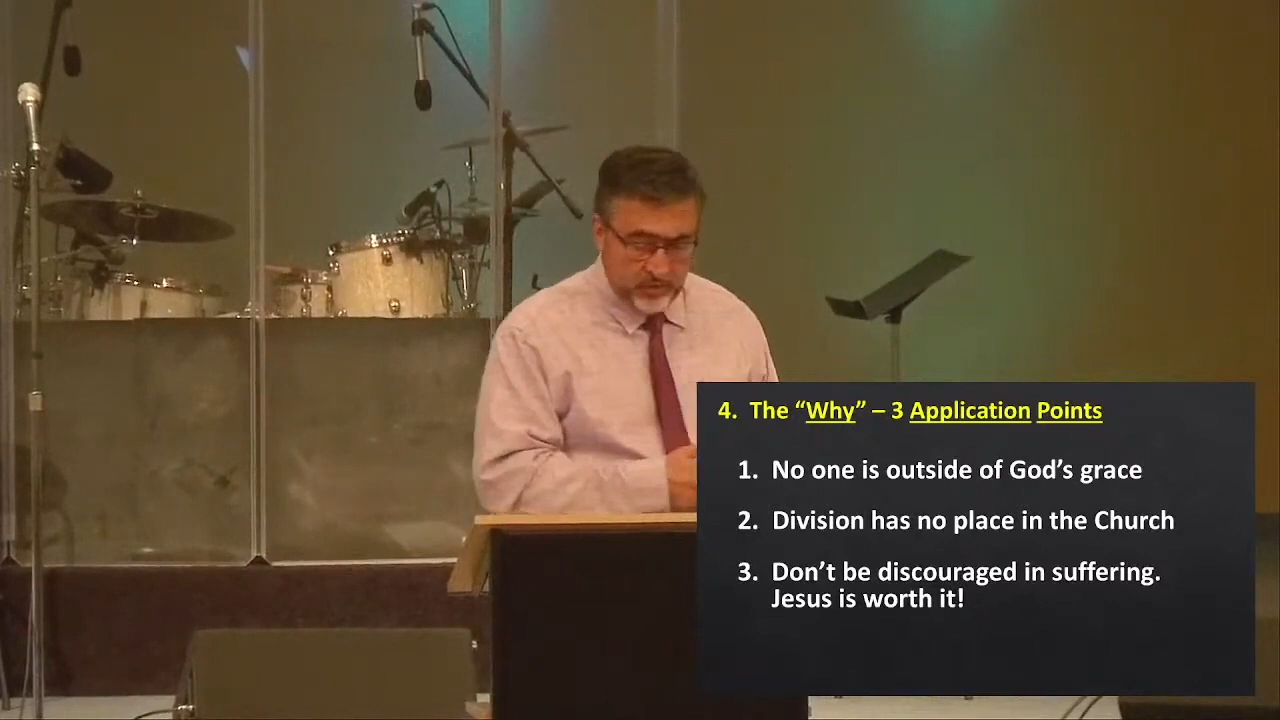 4. The “Why” – 3 Application Points
1. No one is outside of God’s grace
2. Division has no place in the Church
3. Don’t be discouraged in suffering.
Jesus is worth it!